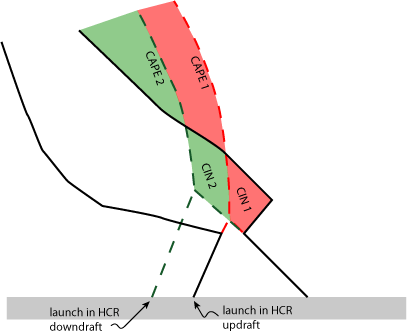 CAPE 2
CAPE 1
CIN 2
CIN 1
launch in HCR
downdraft
launch in HCR
updraft